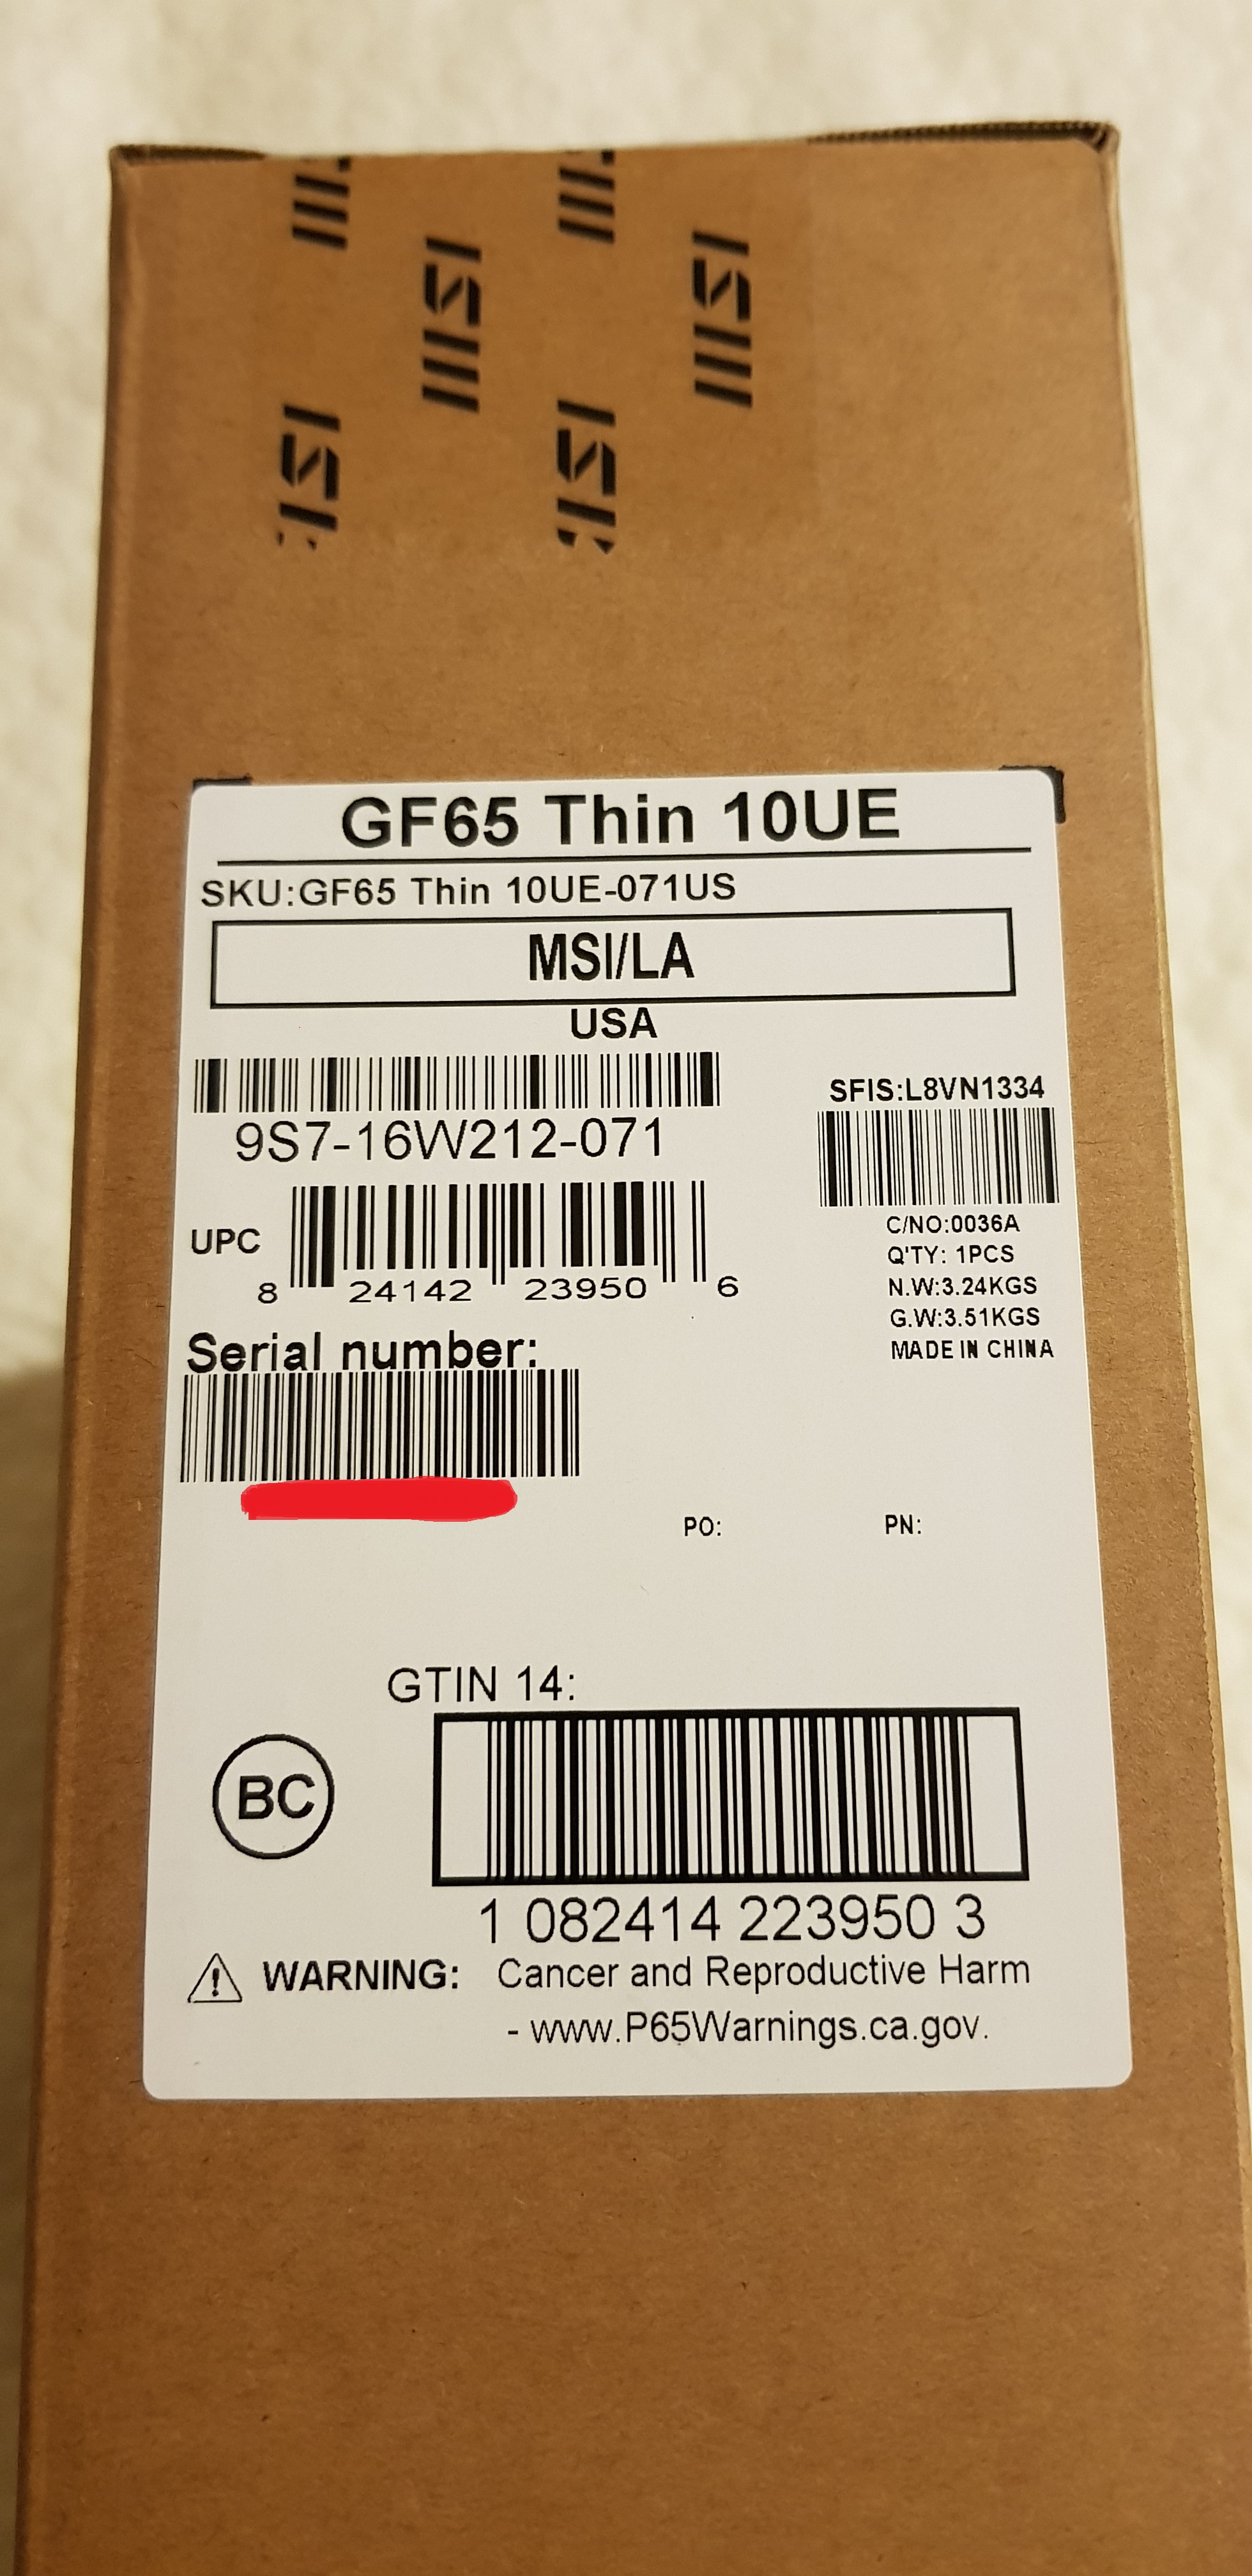 msi
msi
msi
msi
GF65 Thin 10UE
SKU:GF65 Thin 10UE-071US
MSI/LA
USA
9S7-16W212-071
SFIS:L8VN1334
UPC
8 24142 23950 6
C/NO:0036A
Q'TY: 1PCS
N.W:3.24KGS
G.W:3.51KGS
MADE IN CHINA
Serial number:
PO: PN:
GTIN 14:
BC
1 082414 223950 3
WARNING: Cancer and Reproductive Harm
- www.P65Warnings.ca.gov.